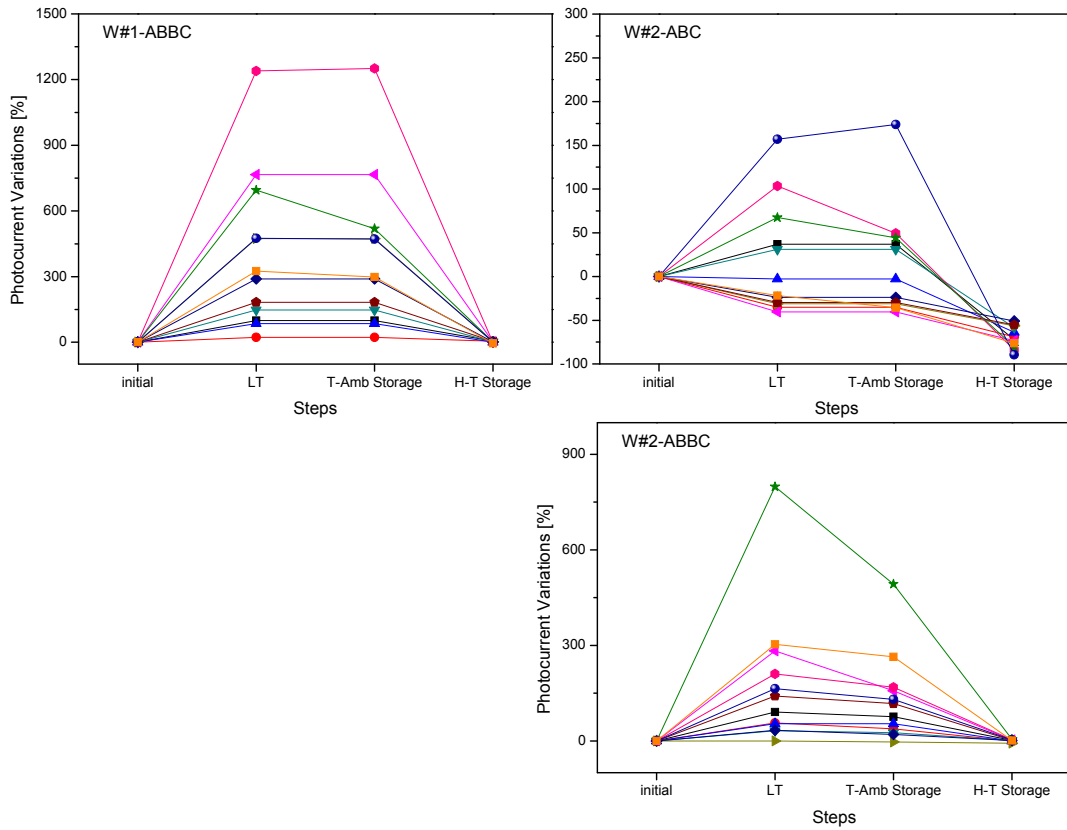 W#1-ABBC
Photocurrent Variations [%]
1500
1200
900
600
300
0
initial
LT
T-Amb Storage
H-T Storage
Steps
W#2-ABC
300
250
200
150
100
50
0
-50
-100
initial
LT
T-Amb Storage
H-T Storage
Steps
W#2-ABBC
Photocurrent Variations [%]
900
600
300
0
initial
LT
T-Amb Storage
H-T Storage
Steps